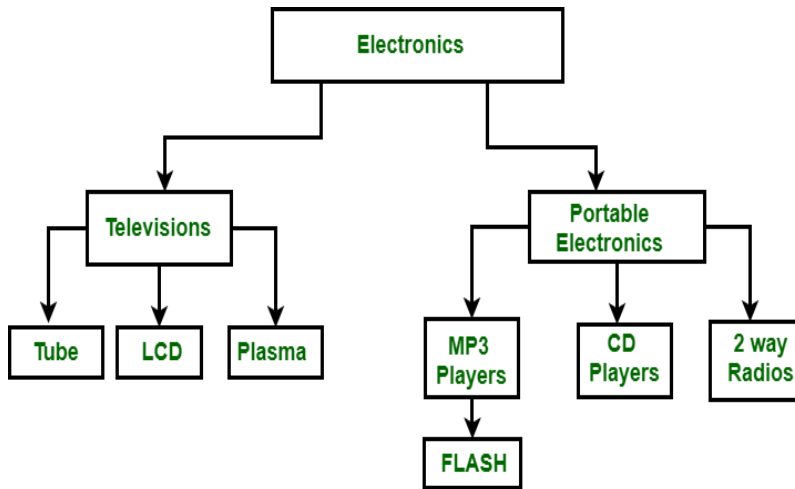 Electronics
Televisions
Portable
Electronics
Tube
LCD
Plasma
MP3
Players
CD
Players
2 way
Radios
FLASH